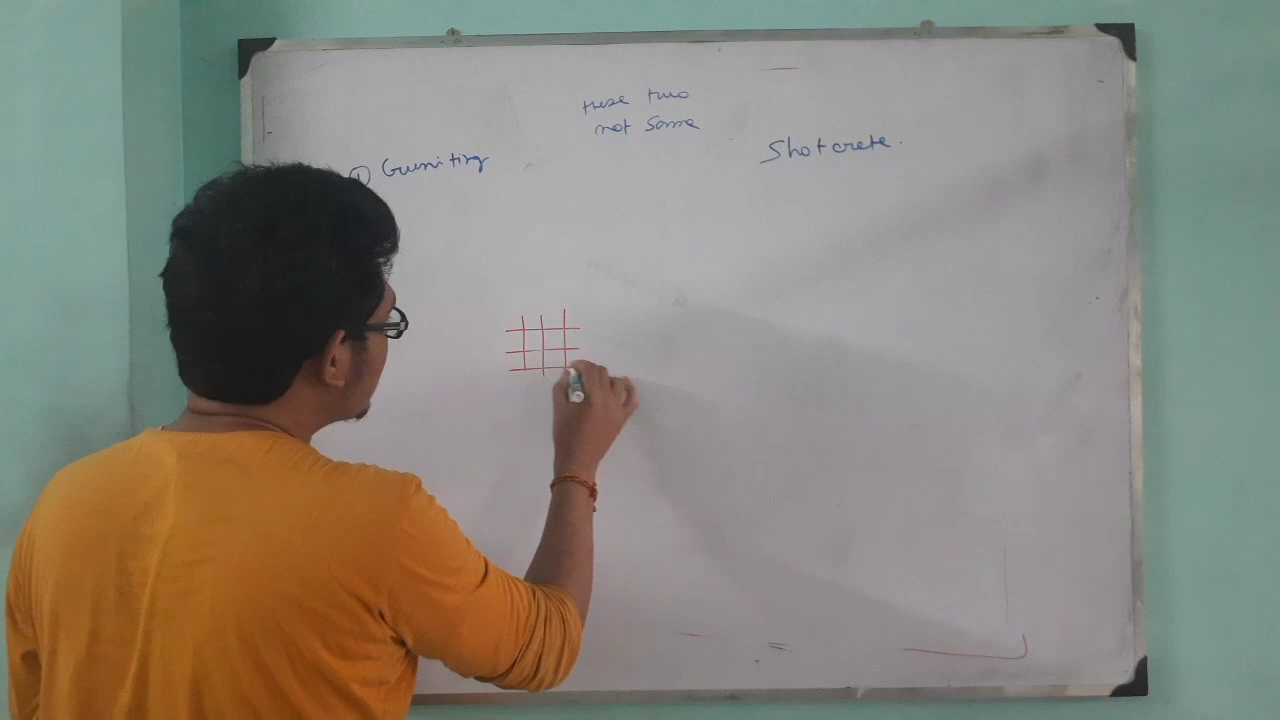 these two
not Same
① Guniting
Shotcrete.